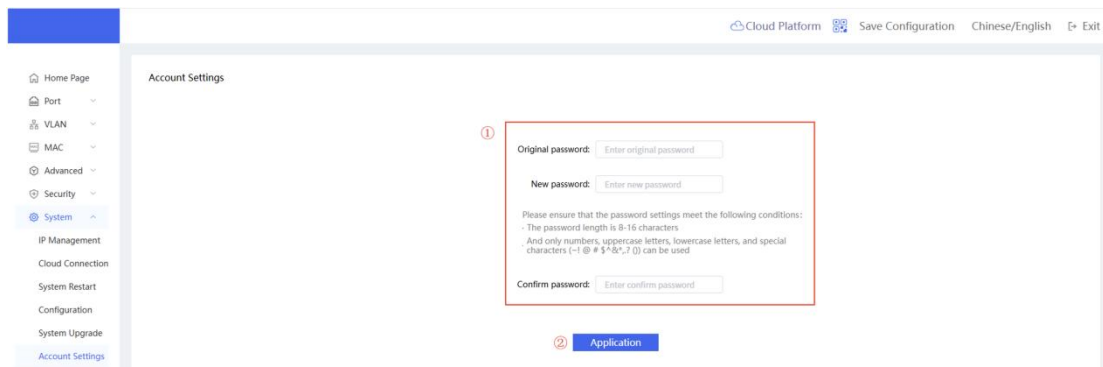 Cloud Platform Save Configuration Chinese/English Exit
Home Page
Port
VLAN
MAC
Advanced
Security
System
IP Management
Cloud Connection
System Restart
Configuration
System Upgrade
Account Settings
Account Settings
①
Original password: Enter original password
New password: Enter new password
Please ensure that the password settings meet the following conditions:
· The password length is 8-16 characters
· And only numbers, uppercase letters, lowercase letters, and special
characters (~! @ # $^&*,.? ()) can be used
Confirm password: Enter confirm password
② Application